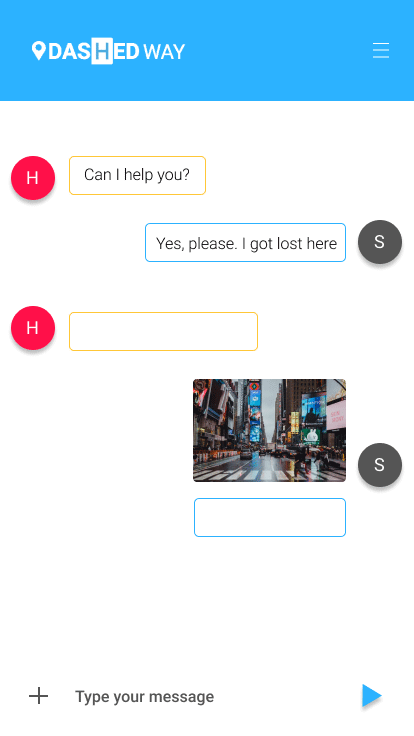 DASHED WAY
H
Can I help you?
Yes, please. I got lost here
S
H
S
Type your message